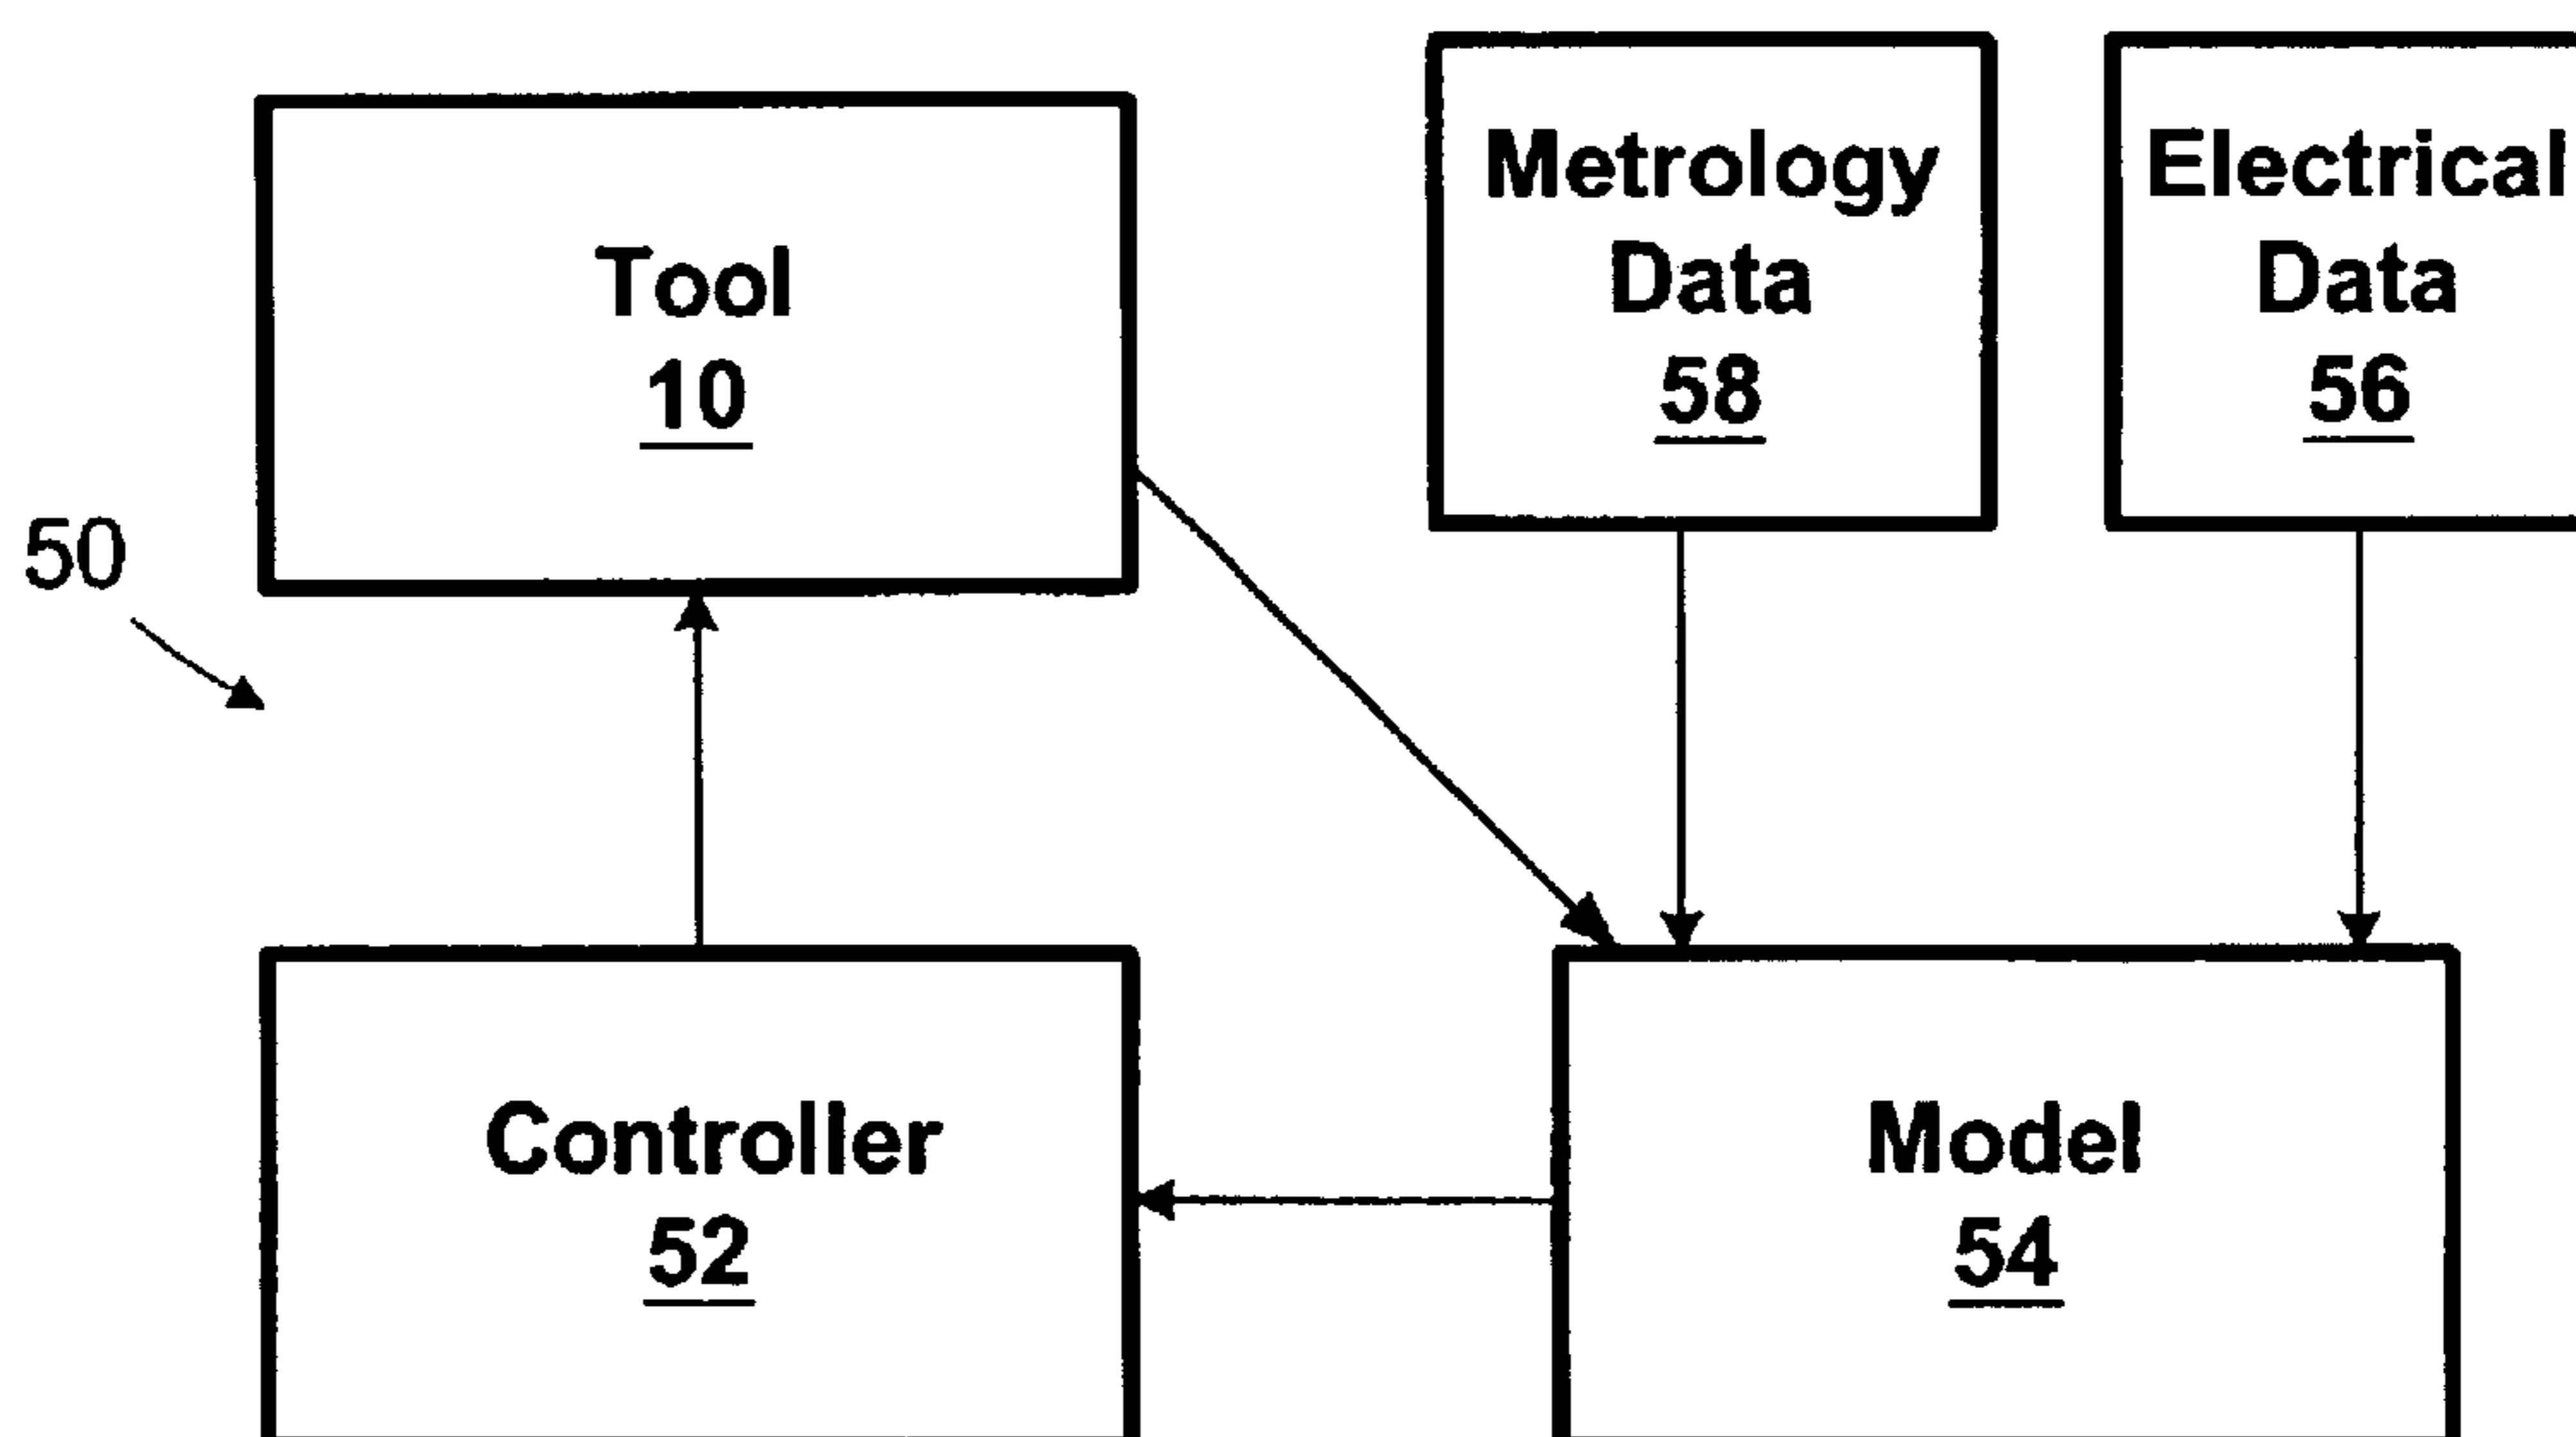 Tool
10
Metrology
Data
58
Electrical
Data
56
50
Controller
52
Model
54